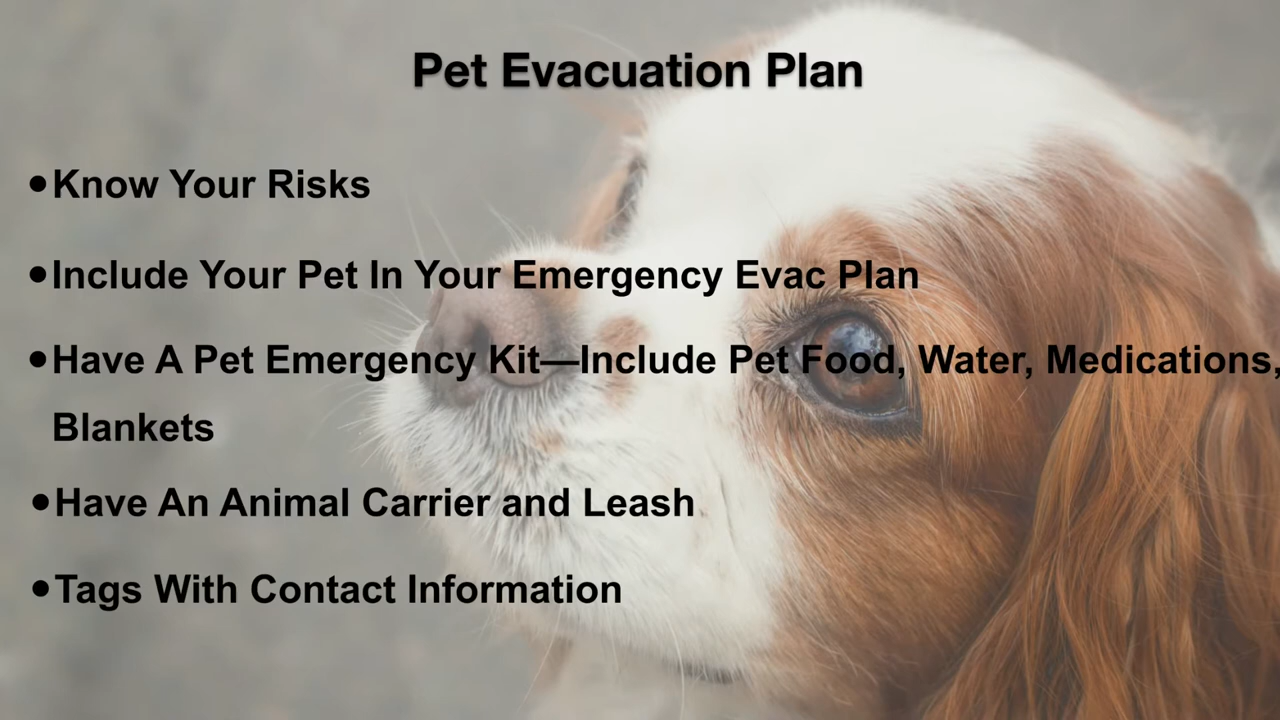 Pet Evacuation Plan
•Know Your Risks
•Include Your Pet In Your Emergency Evac Plan
•Have A Pet Emergency Kit—Include Pet Food, Water, Medications,
Blankets
•Have An Animal Carrier and Leash
•Tags With Contact Information